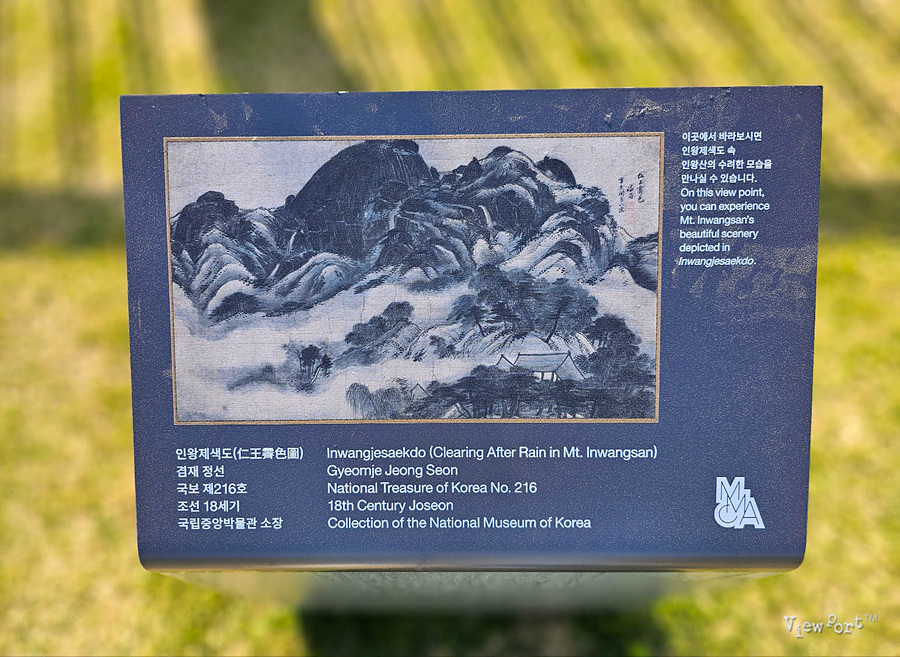 이곳에서 바라보시면
인왕제색도 속
인왕산의 수려한 모습을
만나실 수 있습니다.
On this view point,
you can experience
Mt. Inwangsan's
beautiful scenery
depicted in
Inwangjesaekdo.
인왕제색도(仁王霽色圖)
겸재 정선
국보 제216호
조선 18세기
국립중앙박물관 소장
Inwangjesaekdo (Clearing After Rain in Mt. Inwangsan)
Gyeomje Jeong Seon
National Treasure of Korea No. 216
18th Century Joseon
Collection of the National Museum of Korea
MMCA
ViewPort™